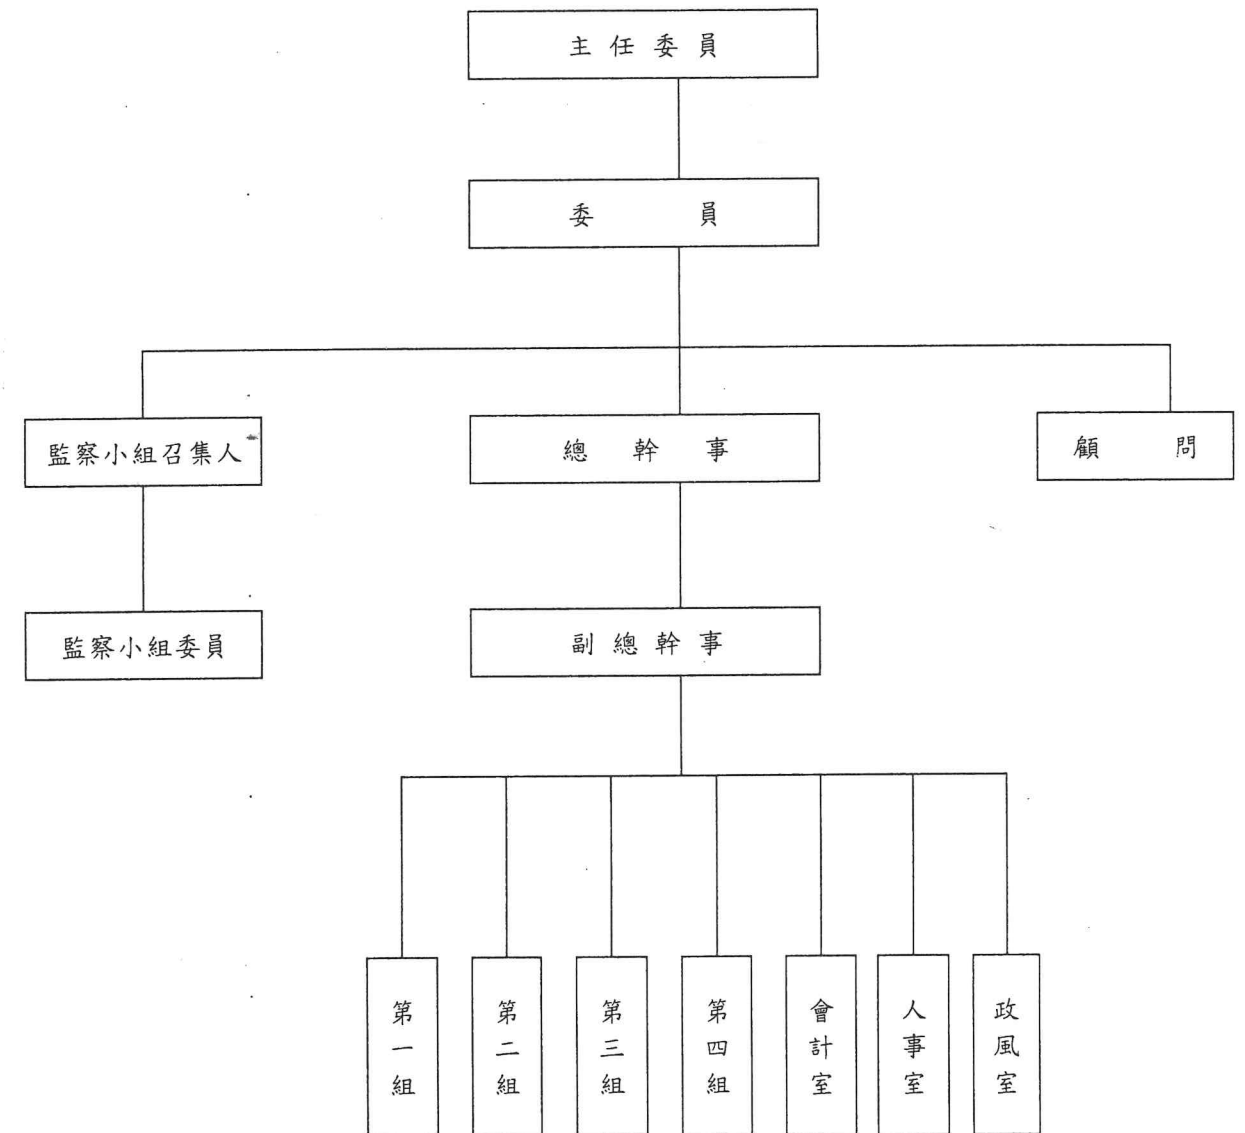 主任委員
委員
監察小組召集人
總幹事
顧問
監察小組委員
副總幹事
第一組
第二組
第三組
第四組
會計室
人事室
政風室